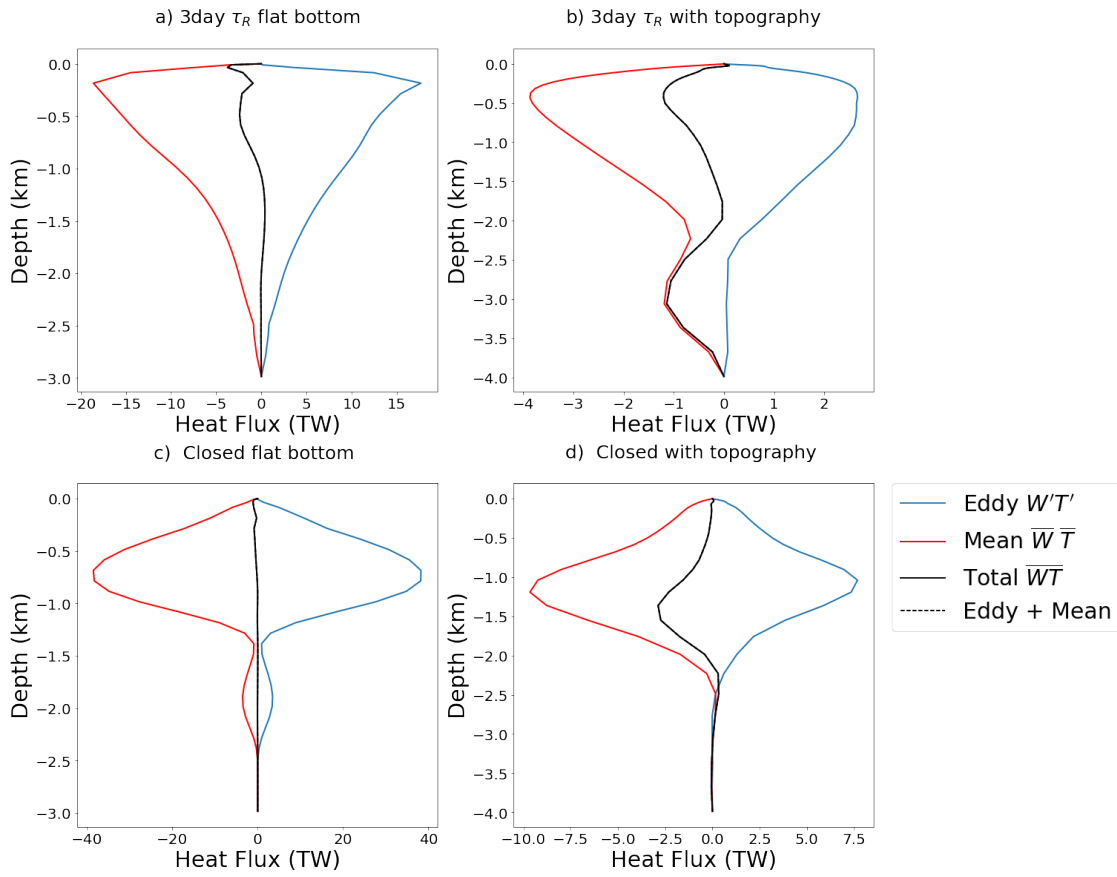 a) 3day τ_R flat bottom
Depth (km)
0.0
−0.5
−1.0
−1.5
−2.0
−2.5
−3.0
−20 −15 −10 −5 0 5 10 15
Heat Flux (TW)
b) 3day τ_R with topography
Depth (km)
0.0
−0.5
−1.0
−1.5
−2.0
−2.5
−3.0
−3.5
−4.0
−4 −3 −2 −1 0 1 2
Heat Flux (TW)
c) Closed flat bottom
Depth (km)
0.0
−0.5
−1.0
−1.5
−2.0
−2.5
−3.0
−40 −20 0 20 40
Heat Flux (TW)
d) Closed with topography
Depth (km)
0.0
−0.5
−1.0
−1.5
−2.0
−2.5
−3.0
−3.5
−4.0
−10.0 −7.5 −5.0 −2.5 0.0 2.5 5.0 7.5
Heat Flux (TW)
Eddy W′T′
Mean W̅ T̅
Total W̅T̅
Eddy + Mean